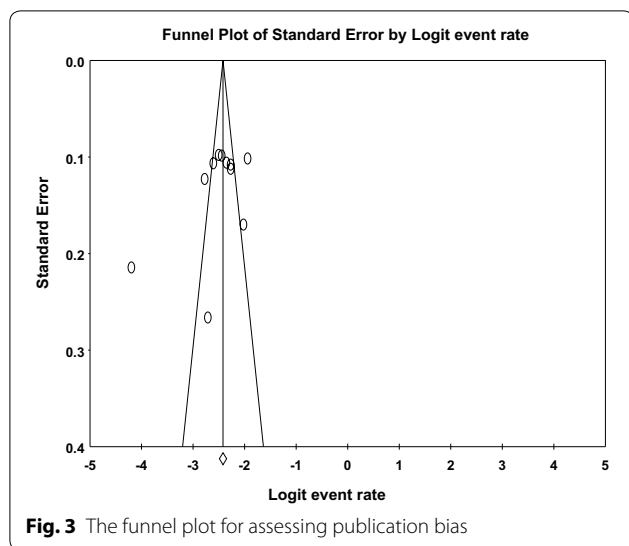 Funnel Plot of Standard Error by Logit event rate
0.0
0.1
0.2
0.3
0.4
Standard Error
-5 -4 -3 -2 -1 0 1 2 3 4 5
Logit event rate
Fig. 3 The funnel plot for assessing publication bias